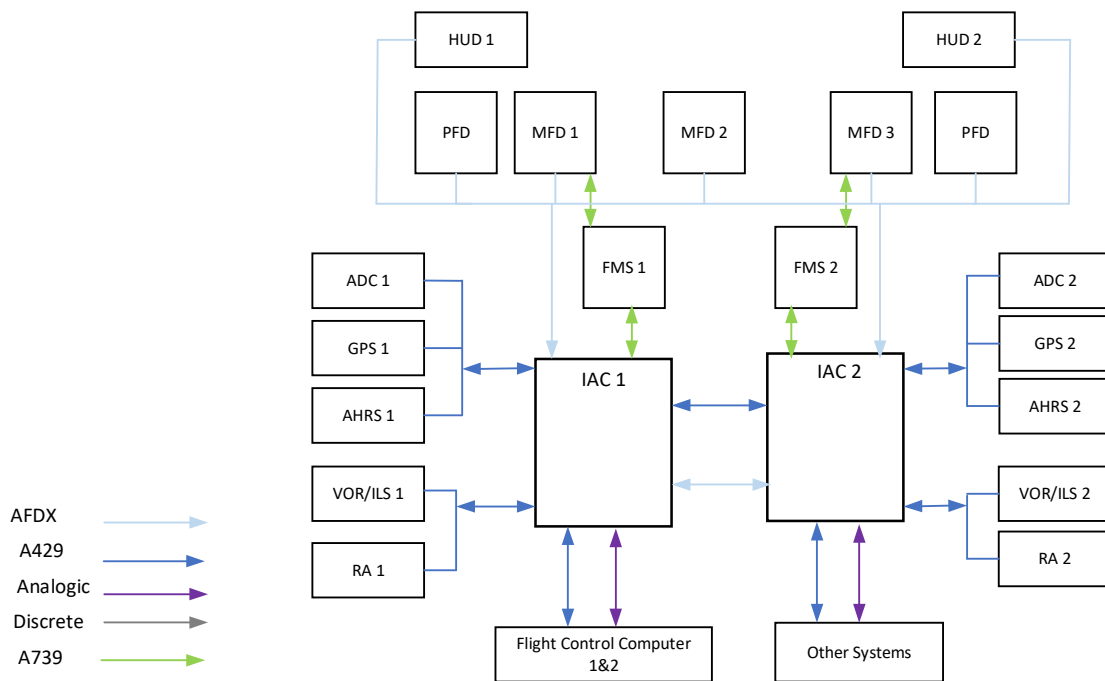 HUD 1
HUD 2
PFD
MFD 1
MFD 2
MFD 3
PFD
FMS 1
FMS 2
ADC 1
GPS 1
AHRS 1
IAC 1
IAC 2
ADC 2
GPS 2
AHRS 2
VOR/ILS 1
RA 1
VOR/ILS 2
RA 2
AFDX
A429
Analogic
Discrete
A739
Flight Control Computer
1&2
Other Systems